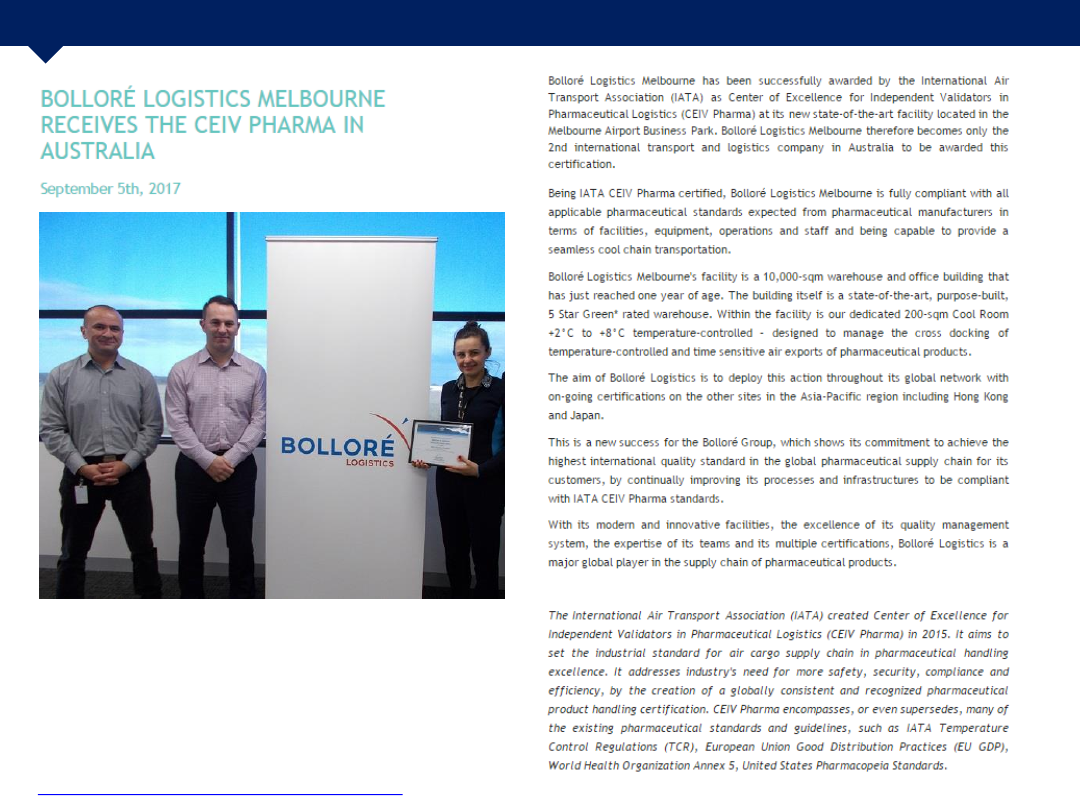 BOLLORÉ LOGISTICS MELBOURNE
RECEIVES THE CEIV PHARMA IN
AUSTRALIA
September 5th, 2017
BOLLORÉ
LOGISTICS
Bolloré Logistics Melbourne has been successfully awarded by the International Air
Transport Association (IATA) as Center of Excellence for Independent Validators in
Pharmaceutical Logistics (CEIV Pharma) at its new state-of-the-art facility located in the
Melbourne Airport Business Park. Bolloré Logistics Melbourne therefore becomes only the
2nd international transport and logistics company in Australia to be awarded this
certification.
Being IATA CEIV Pharma certified, Bolloré Logistics Melbourne is fully compliant with all
applicable pharmaceutical standards expected from pharmaceutical manufacturers in
terms of facilities, equipment, operations and staff and being capable to provide a
seamless cool chain transportation.
Bolloré Logistics Melbourne's facility is a 10,000-sqm warehouse and office building that
has just reached one year of age. The building itself is a state-of-the-art, purpose-built,
5 Star Green* rated warehouse. Within the facility is our dedicated 200-sqm Cool Room
+2°C to +8°C temperature-controlled - designed to manage the cross docking of
temperature-controlled and time sensitive air exports of pharmaceutical products.
The aim of Bolloré Logistics is to deploy this action throughout its global network with
on-going certifications on the other sites in the Asia-Pacific region including Hong Kong
and Japan.
This is a new success for the Bolloré Group, which shows its commitment to achieve the
highest international quality standard in the global pharmaceutical supply chain for its
customers, by continually improving its processes and infrastructures to be compliant
with IATA CEIV Pharma standards.
With its modern and innovative facilities, the excellence of its quality management
system, the expertise of its teams and its multiple certifications, Bolloré Logistics is a
major global player in the supply chain of pharmaceutical products.
The International Air Transport Association (IATA) created Center of Excellence for
Independent Validators in Pharmaceutical Logistics (CEIV Pharma) in 2015. It aims to
set the industrial standard for air cargo supply chain in pharmaceutical handling
excellence. It addresses industry's need for more safety, security, compliance and
efficiency, by the creation of a globally consistent and recognized pharmaceutical
product handling certification. CEIV Pharma encompasses, or even supersedes, many of
the existing pharmaceutical standards and guidelines, such as IATA Temperature
Control Regulations (TCR), European Union Good Distribution Practices (EU GDP),
World Health Organization Annex 5, United States Pharmacopeia Standards.